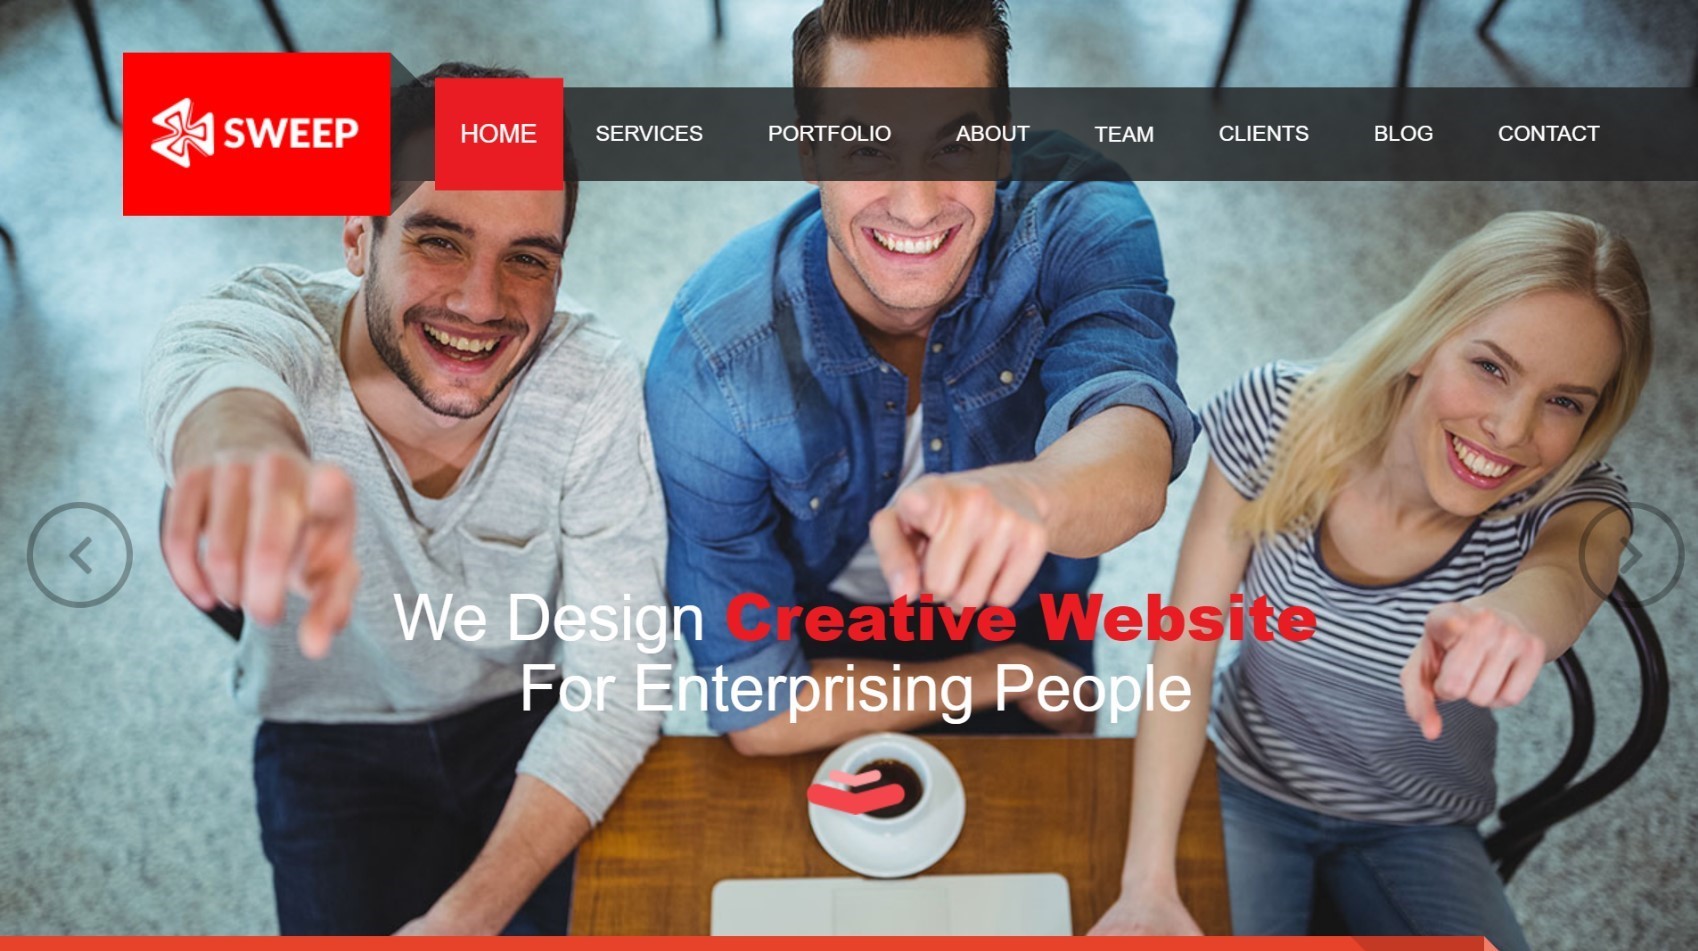 SWEEP
HOME
SERVICES
PORTFOLIO
ABOUT
TEAM
CLIENTS
BLOG
CONTACT
We Design Creative Website
For Enterprising People